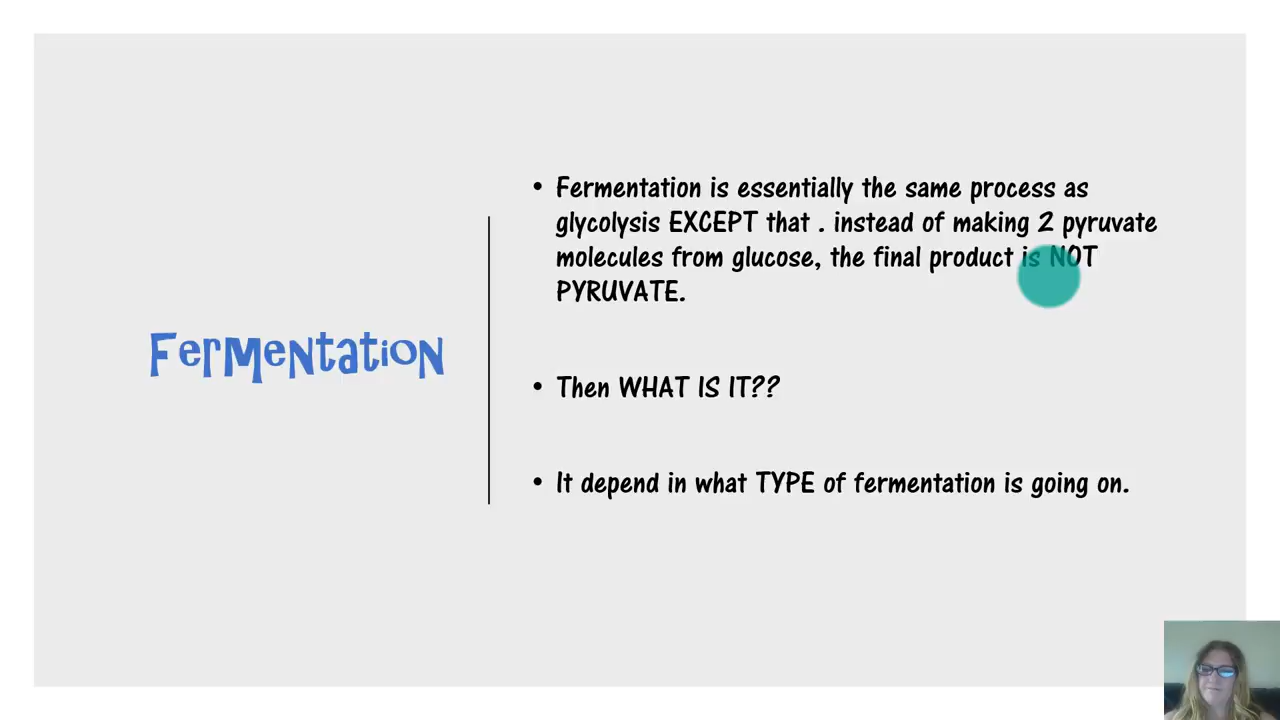 Fermentation
• Fermentation is essentially the same process as
glycolysis EXCEPT that . instead of making 2 pyruvate
molecules from glucose, the final product is NOT
PYRUVATE.
• Then WHAT IS IT??
• It depend in what TYPE of fermentation is going on.